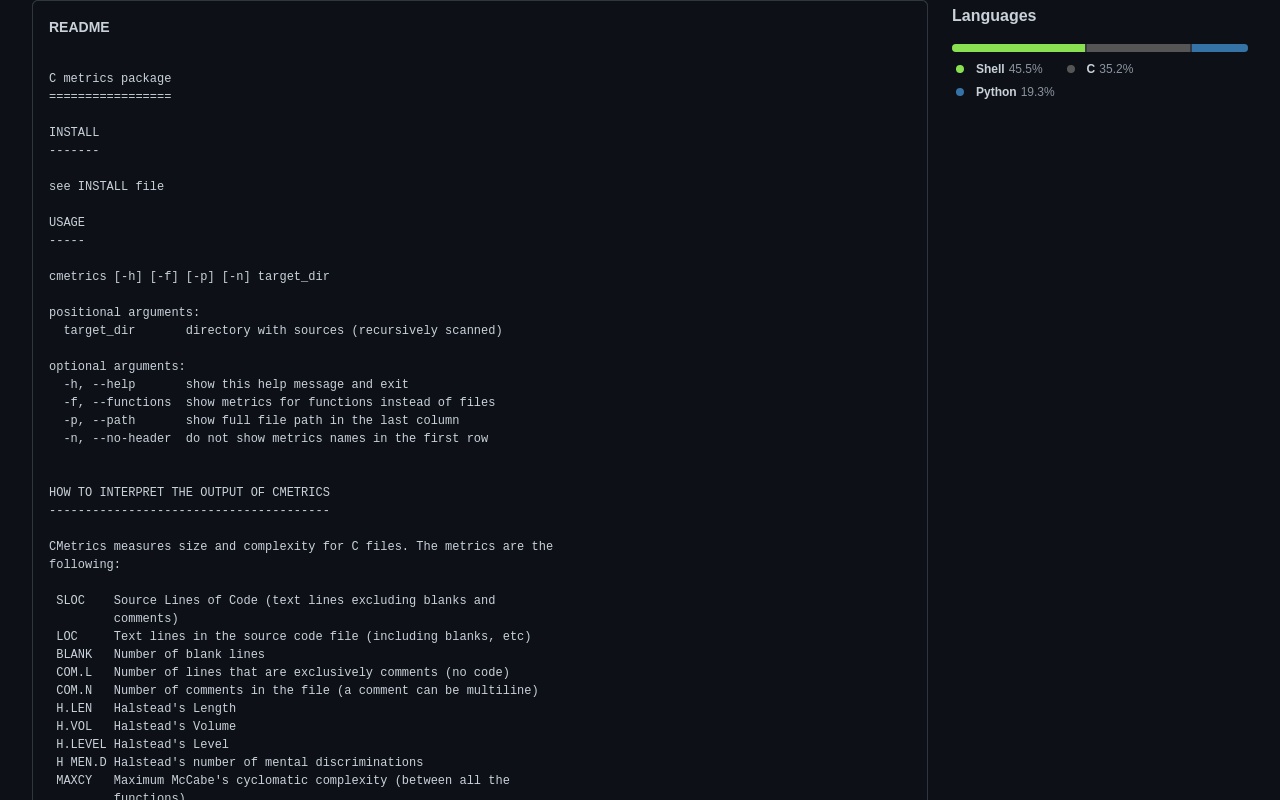 README
C metrics package
=================
INSTALL
-------
see INSTALL file
USAGE
-----
cmetrics [-h] [-f] [-p] [-n] target_dir
positional arguments:
  target_dir       directory with sources (recursively scanned)
optional arguments:
  -h, --help       show this help message and exit
  -f, --functions  show metrics for functions instead of files
  -p, --path       show full file path in the last column
  -n, --no-header  do not show metrics names in the first row
HOW TO INTERPRET THE OUTPUT OF CMETRICS
---------------------------------------
CMetrics measures size and complexity for C files. The metrics are the
following:
 SLOC    Source Lines of Code (text lines excluding blanks and
         comments)
 LOC     Text lines in the source code file (including blanks, etc)
 BLANK   Number of blank lines
 COM.L   Number of lines that are exclusively comments (no code)
 COM.N   Number of comments in the file (a comment can be multiline)
 H.LEN   Halstead's Length
 H.VOL   Halstead's Volume
 H.LEVEL Halstead's Level
 H MEN.D Halstead's number of mental discriminations
 MAXCY   Maximum McCabe's cyclomatic complexity (between all the
         functions)
Languages
Shell 45.5%
C 35.2%
Python 19.3%